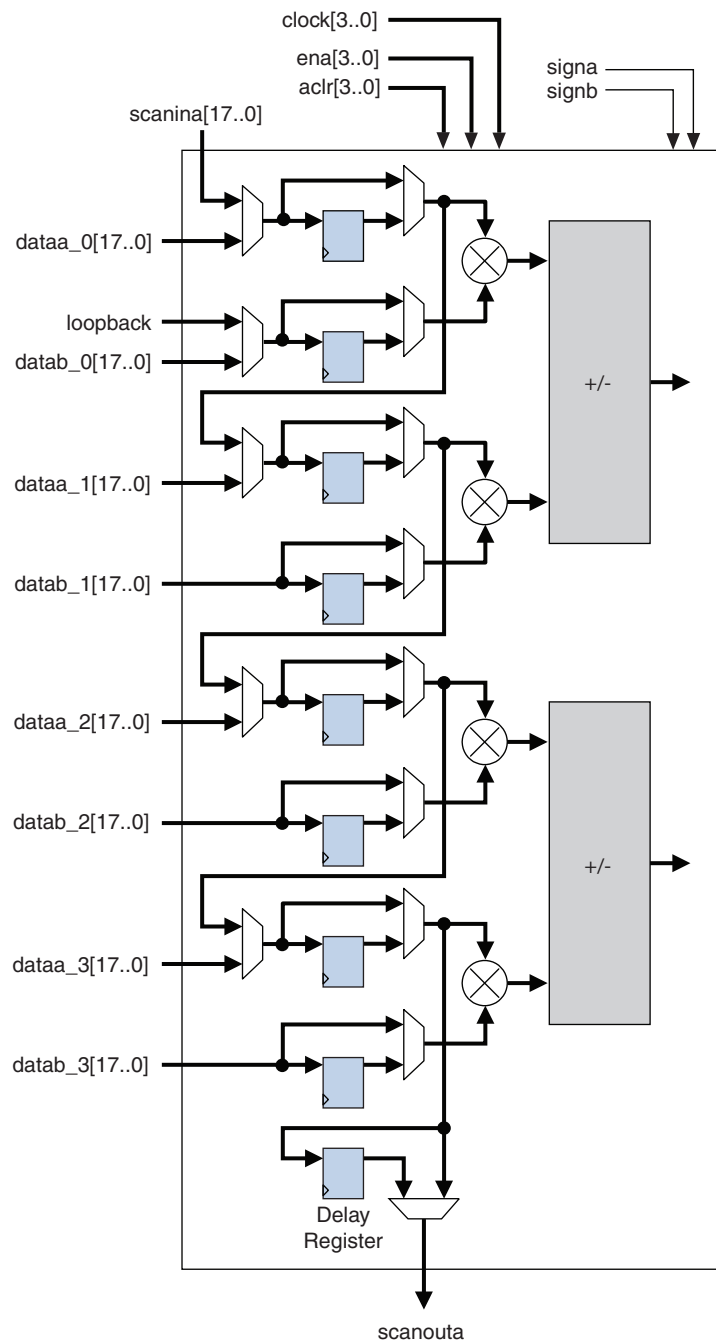 clock[3..0]
ena[3..0]
aclr[3..0]
signa
signb
scanina[17..0]
dataa_0[17..0]
loopback
datab_0[17..0]
+/-
dataa_1[17..0]
datab_1[17..0]
dataa_2[17..0]
datab_2[17..0]
+/-
dataa_3[17..0]
datab_3[17..0]
Delay
Register
scanouta